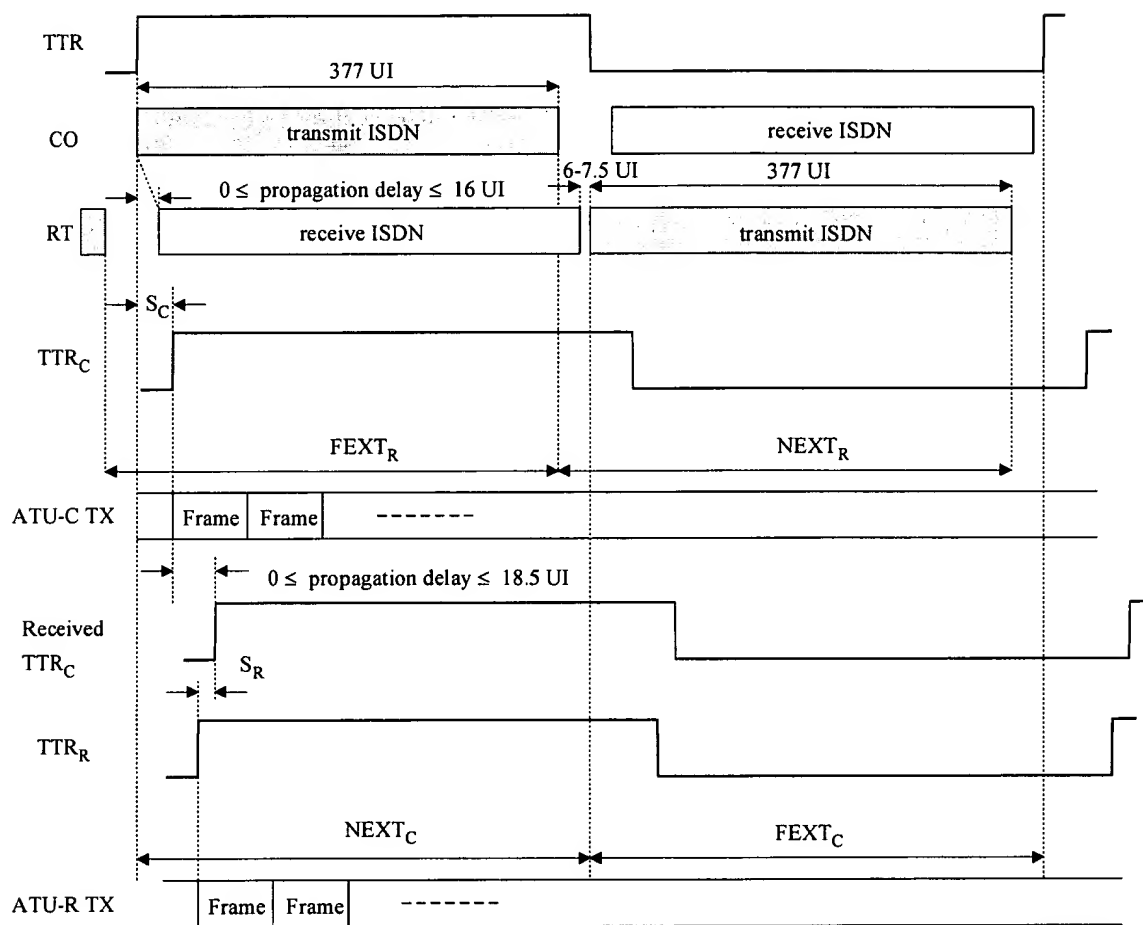 TTR
377 UI
CO
transmit ISDN
receive ISDN
6-7.5 UI
377 UI
0 ≤ propagation delay ≤ 16 UI
RT
receive ISDN
transmit ISDN
S_C
TTR_C
FEXT_R
NEXT_R
ATU-C TX
Frame
Frame
0 ≤ propagation delay ≤ 18.5 UI
Received
TTR_C
S_R
TTR_R
NEXT_C
FEXT_C
ATU-R TX
Frame
Frame